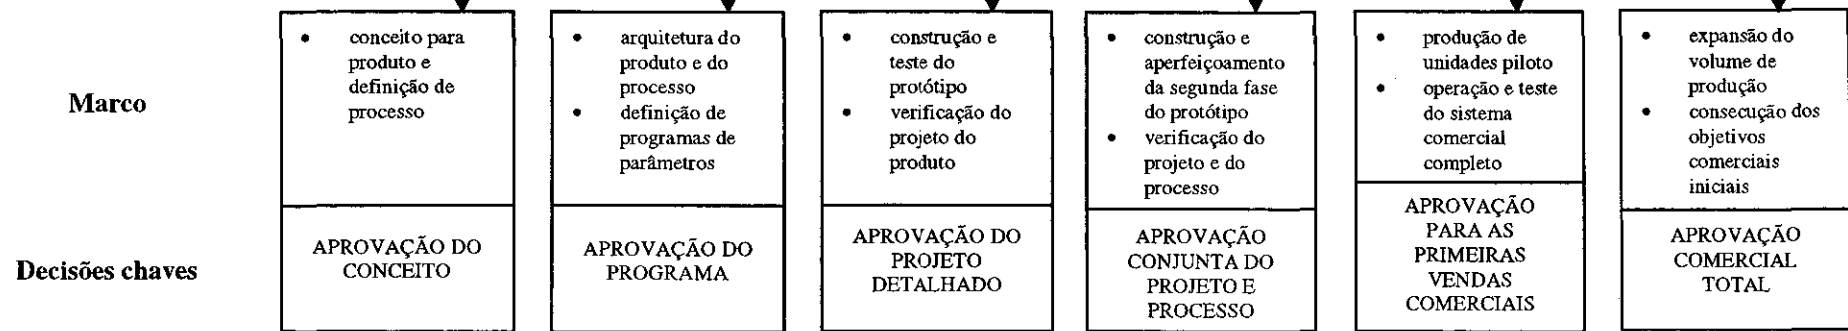 Marco
• conceito para
produto e
definição de
processo
• arquitetura do
produto e do
processo
• definição de
programas de
parâmetros
• construção e
teste do
protótipo
• verificação do
projeto do
produto
• construção e
aperfeiçoamento
da segunda fase
do protótipo
• verificação do
projeto e do
processo
• produção de
unidades piloto
• operação e teste
do sistema
comercial
completo
• expansão do
volume de
produção
• consecução dos
objetivos
comerciais
iniciais
Decisões chaves
APROVAÇÃO DO
CONCEITO
APROVAÇÃO DO
PROGRAMA
APROVAÇÃO DO
PROJETO
DETALHADO
APROVAÇÃO
CONJUNTA DO
PROJETO E
PROCESSO
APROVAÇÃO
PARA AS
PRIMEIRAS
VENDAS
COMERCIAIS
APROVAÇÃO
COMERCIAL
TOTAL